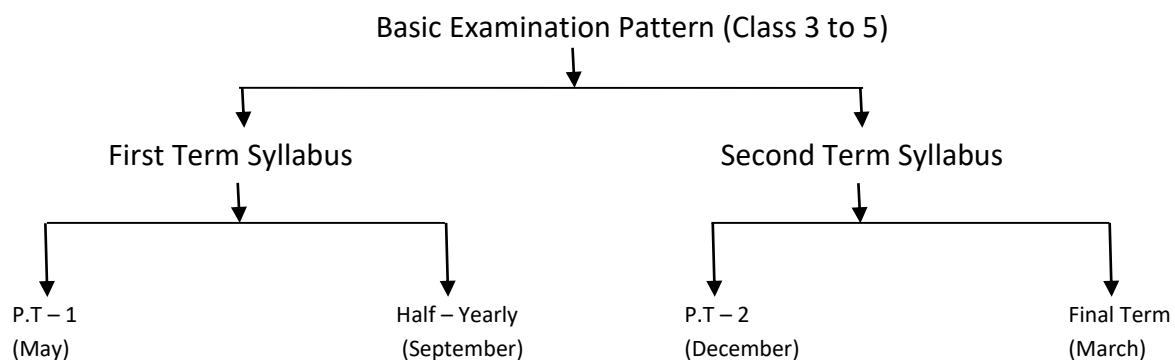 Basic Examination Pattern (Class 3 to 5)
First Term Syllabus
Second Term Syllabus
P.T – 1
(May)
Half – Yearly
(September)
P.T – 2
(December)
Final Term
(March)